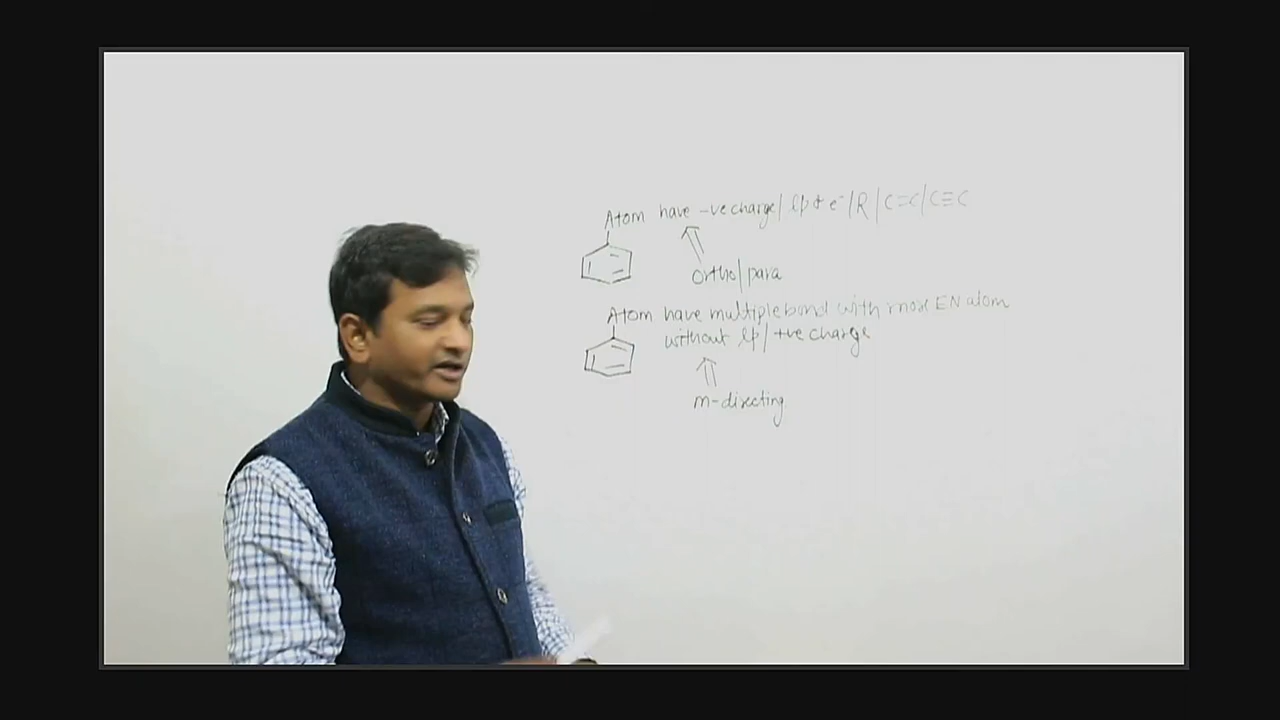 Atom have -ve charge/ lp of e⁻/R/C=C/C≡C
Ortho/para
Atom have multiple bond with more EN atom
without lp/+ve charge
m-directing